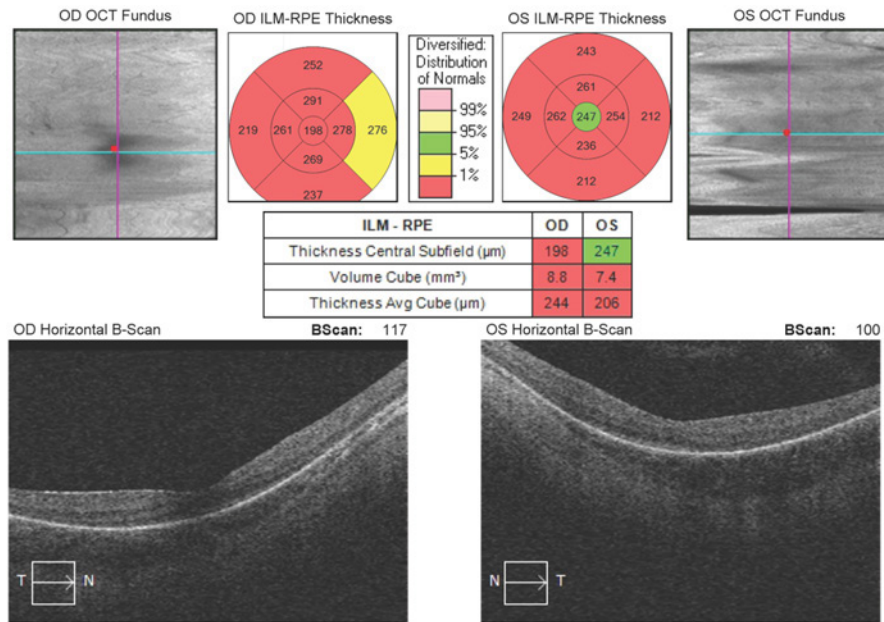 OD OCT Fundus
OD ILM-RPE Thickness
OS ILM-RPE Thickness
OS OCT Fundus
252
291
219 261 198 278 276
269
237
Diversified:
Distribution
of Normals
99%
95%
5%
1%
243
261
249 262 247 254 212
236
212
ILM - RPE OD OS
Thickness Central Subfield (µm) 198 247
Volume Cube (mm³) 8.8 7.4
Thickness Avg Cube (µm) 244 206
OD Horizontal B-Scan BScan: 117
OS Horizontal B-Scan BScan: 100
T N
N T